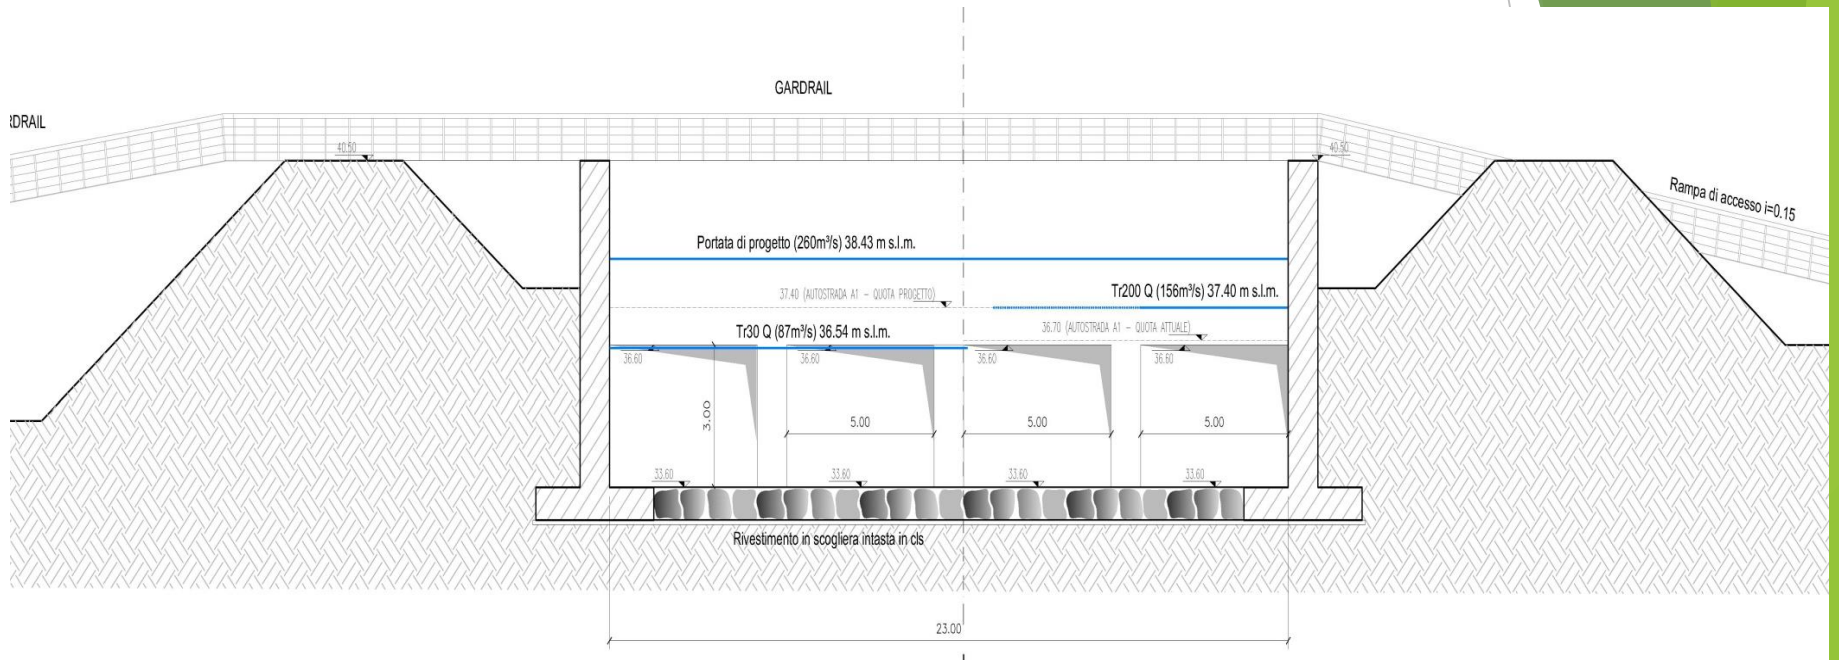 GARDRAIL
RDRAIL
40.50
40.50
Rampa di accesso i=0.15
Portata di progetto (260m³/s) 38.43 m s.l.m.
37.40 (AUTOSTRADA A1 – QUOTA PROGETTO)
Tr200 Q (156m³/s) 37.40 m s.l.m.
Tr30 Q (87m³/s) 36.54 m s.l.m.
36.70 (AUTOSTRADA A1 – QUOTA ATTUALE)
36.60
36.60
36.60
36.60
3.00
5.00
5.00
5.00
33.60
33.60
33.60
33.60
Rivestimento in scogliera intasta in cls
23.00